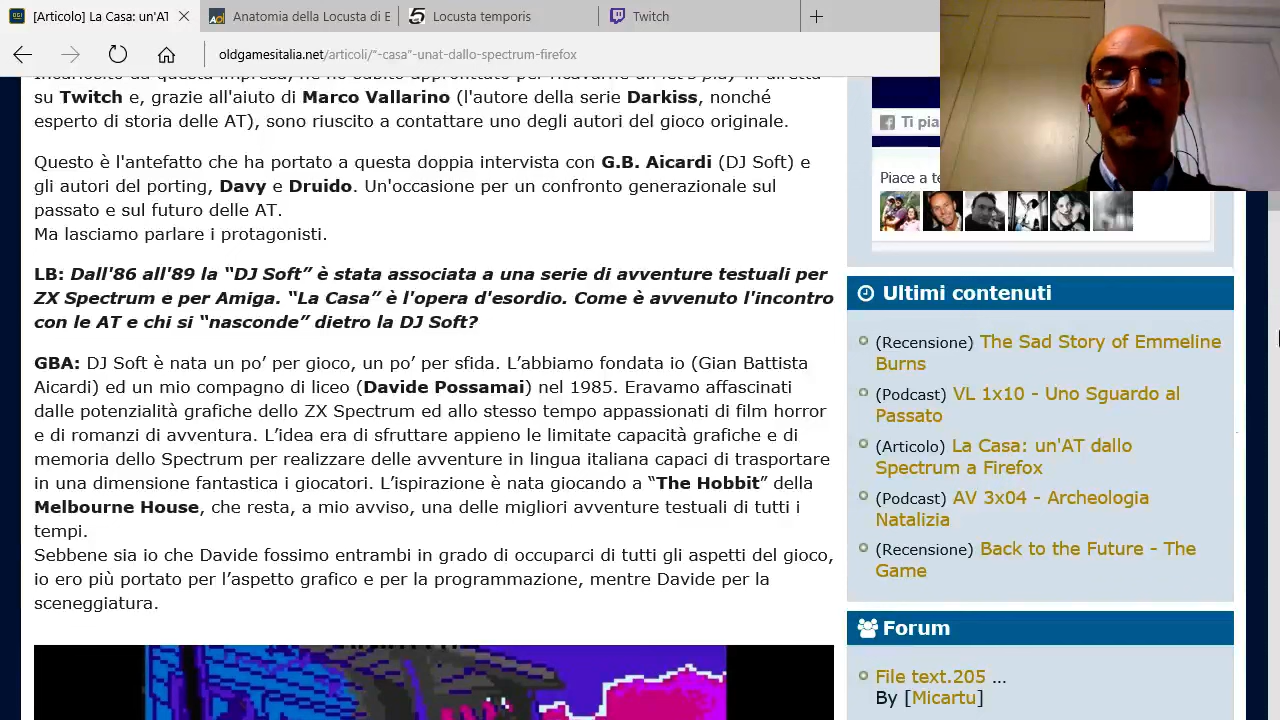 [Articolo] La Casa: un'AT
Anatomia della Locusta di E
Locusta temporis
Twitch
oldgamesitalia.net/articoli/“-casa”-unat-dallo-spectrum-firefox
su Twitch e, grazie all'aiuto di Marco Vallarino (l'autore della serie Darkiss, nonché
esperto di storia delle AT), sono riuscito a contattare uno degli autori del gioco originale.
Questo è l'antefatto che ha portato a questa doppia intervista con G.B. Aicardi (DJ Soft) e
gli autori del porting, Davy e Druido. Un'occasione per un confronto generazionale sul
passato e sul futuro delle AT.
Ma lasciamo parlare i protagonisti.
LB: Dall'86 all'89 la “DJ Soft” è stata associata a una serie di avventure testuali per
ZX Spectrum e per Amiga. “La Casa” è l'opera d'esordio. Come è avvenuto l'incontro
con le AT e chi si “nasconde” dietro la DJ Soft?
GBA: DJ Soft è nata un po’ per gioco, un po’ per sfida. L’abbiamo fondata io (Gian Battista
Aicardi) ed un mio compagno di liceo (Davide Possamai) nel 1985. Eravamo affascinati
dalle potenzialità grafiche dello ZX Spectrum ed allo stesso tempo appassionati di film horror
e di romanzi di avventura. L’idea era di sfruttare appieno le limitate capacità grafiche e di
memoria dello Spectrum per realizzare delle avventure in lingua italiana capaci di trasportare
in una dimensione fantastica i giocatori. L’ispirazione è nata giocando a “The Hobbit” della
Melbourne House, che resta, a mio avviso, una delle migliori avventure testuali di tutti i
tempi.
Sebbene sia io che Davide fossimo entrambi in grado di occuparci di tutti gli aspetti del gioco,
io ero più portato per l’aspetto grafico e per la programmazione, mentre Davide per la
sceneggiatura.
Ti pia
Piace a te
Ultimi contenuti
(Recensione) The Sad Story of Emmeline
Burns
(Podcast) VL 1x10 - Uno Sguardo al
Passato
(Articolo) La Casa: un'AT dallo
Spectrum a Firefox
(Podcast) AV 3x04 - Archeologia
Natalizia
(Recensione) Back to the Future - The
Game
Forum
File text.205 ...
By [Micartu]